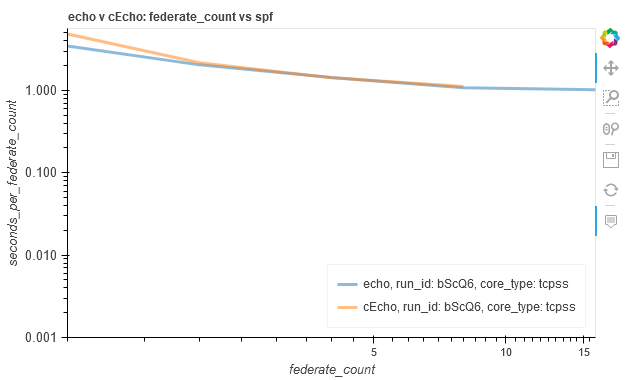 echo v cEcho: federate_count vs spf
1.000
0.100
0.010
0.001
seconds_per_federate_count
echo, run_id: bScQ6, core_type: tcpss
cEcho, run_id: bScQ6, core_type: tcpss
5
10
15
federate_count